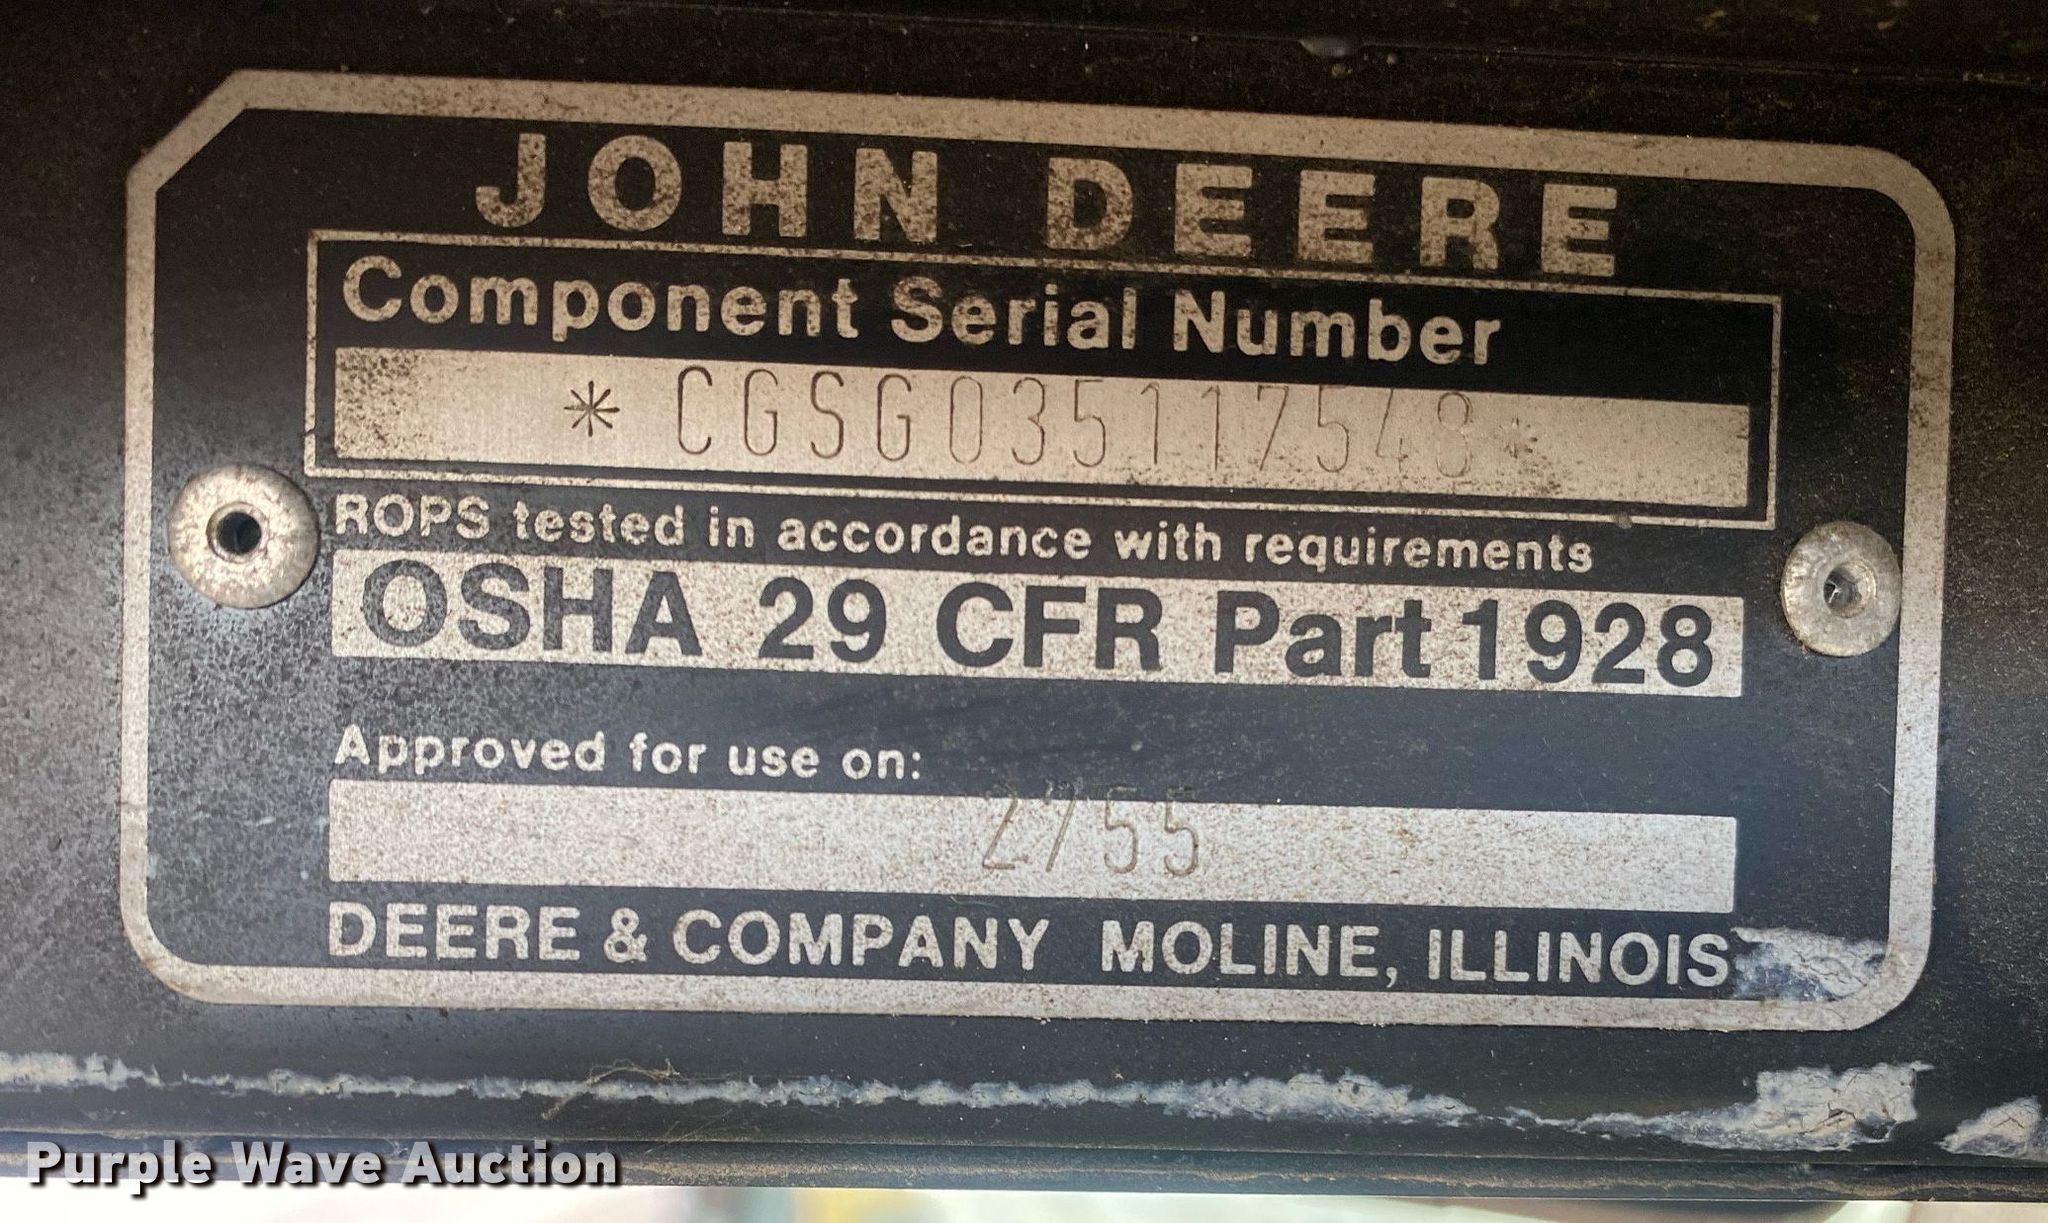 JOHN DEERE
Component Serial Number
* CGSG035117548 *
ROPS tested in accordance with requirements
OSHA 29 CFR Part 1928
Approved for use on:
2755
DEERE & COMPANY MOLINE, ILLINOIS
Purple Wave Auction